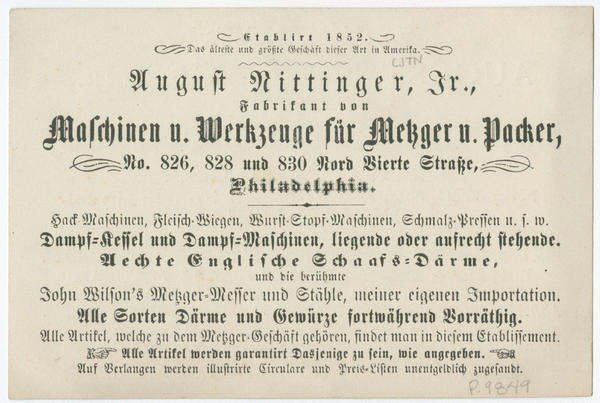 Etablirt 1852.
Das älteste und größte Geschäft dieser Art in Amerika.
CJTN
August Nittinger, Jr.,
Fabrikant von
Maschinen u. Werkzeuge für Metzger u. Packer,
No. 826, 828 und 830 Nord Vierte Straße,
Philadelphia.
Hack-Maschinen, Fleisch-Wiegen, Wurst-Stopf-Maschinen, Schmalz-Pressen u. s. w.
Dampf-Kessel und Dampf-Maschinen, liegende oder aufrecht stehende.
Aechte Englische Schaafs-Därme,
und die berühmte
John Wilson's Metzger-Messer und Stähle, meiner eigenen Importation.
Alle Sorten Därme und Gewürze fortwährend Vorräthig.
Alle Artikel, welche zu dem Metzger-Geschäft gehören, findet man in diesem Etablissement.
Alle Artikel werden garantirt Dasjenige zu sein, wie angegeben.
Auf Verlangen werden illustrirte Circulare und Preis-Listen unentgeldlich zugesandt.
P.9849